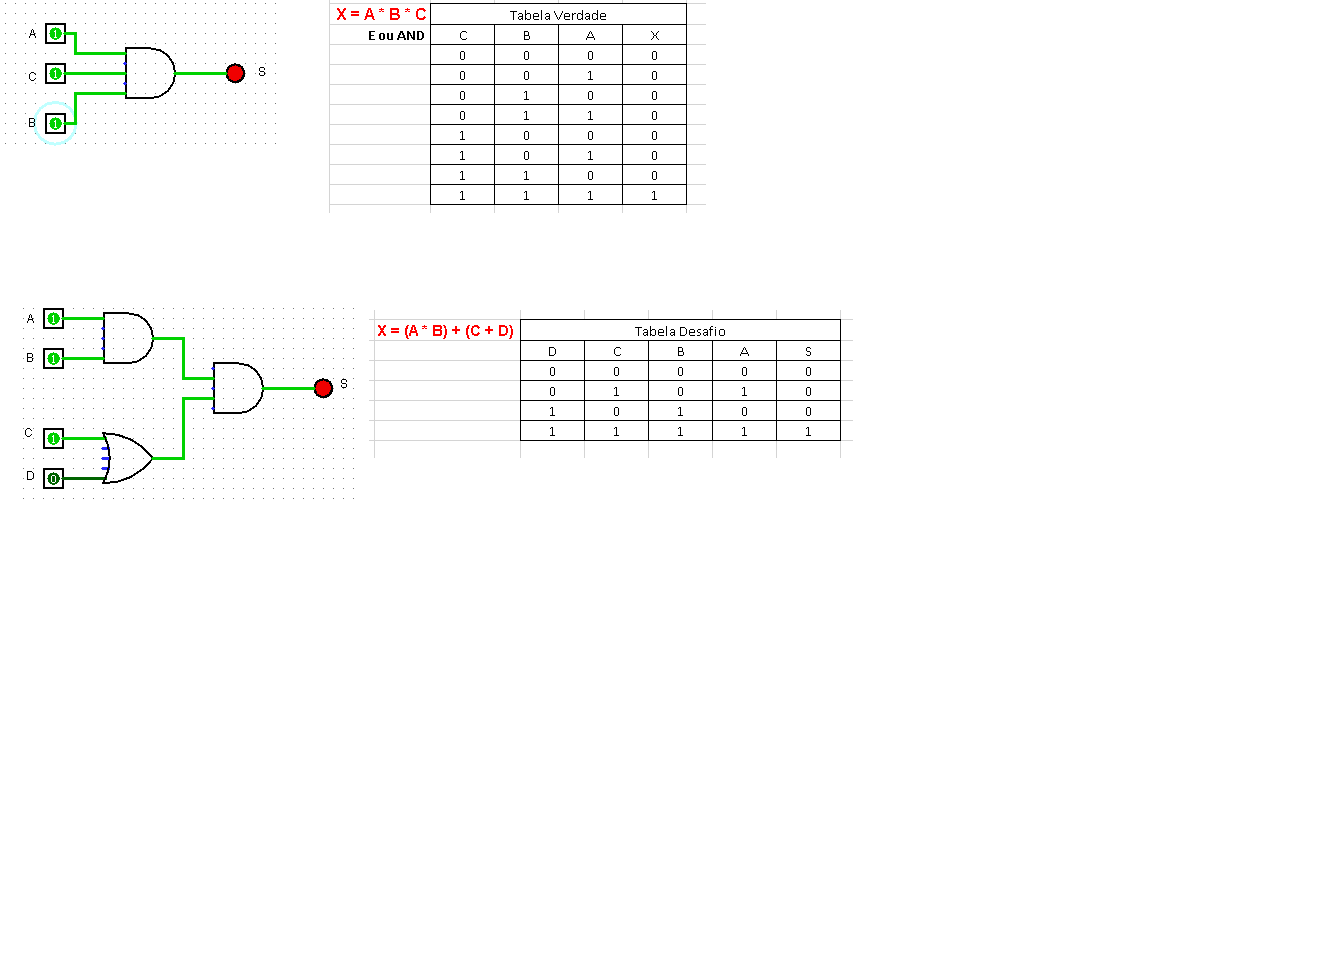 A 1
C 1
B 1
S
X = A * B * C
E ou AND
Tabela Verdade
C B A X
0 0 0 0
0 0 1 0
0 1 0 0
0 1 1 0
1 0 0 0
1 0 1 0
1 1 0 0
1 1 1 1
A 1
B 1
C 1
D 0
S
X = (A * B) + (C + D)
Tabela Desafio
D C B A S
0 0 0 0 0
0 1 0 1 0
1 0 1 0 0
1 1 1 1 1